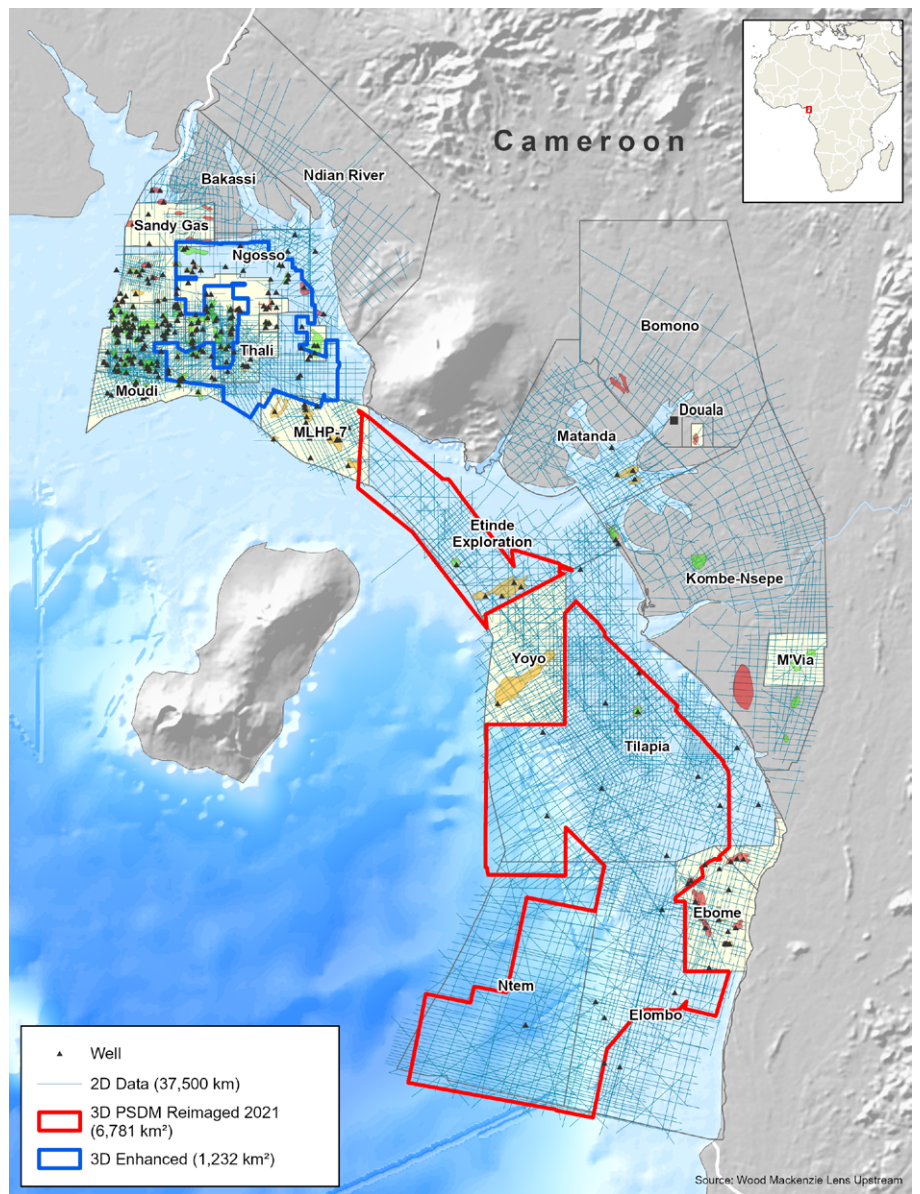 Cameroon
Bakassi
Ndian River
Sandy Gas
Ngosso
Thali
Moudi
MLHP-7
Bomono
Douala
Matanda
Etinde
Exploration
Kombe-Nsepe
Yoyo
M'Via
Tilapia
Ebome
Ntem
Elombo
Well
2D Data (37,500 km)
3D PSDM Reimaged 2021
(6,781 km²)
3D Enhanced (1,232 km²)
Source: Wood Mackenzie Lens Upstream